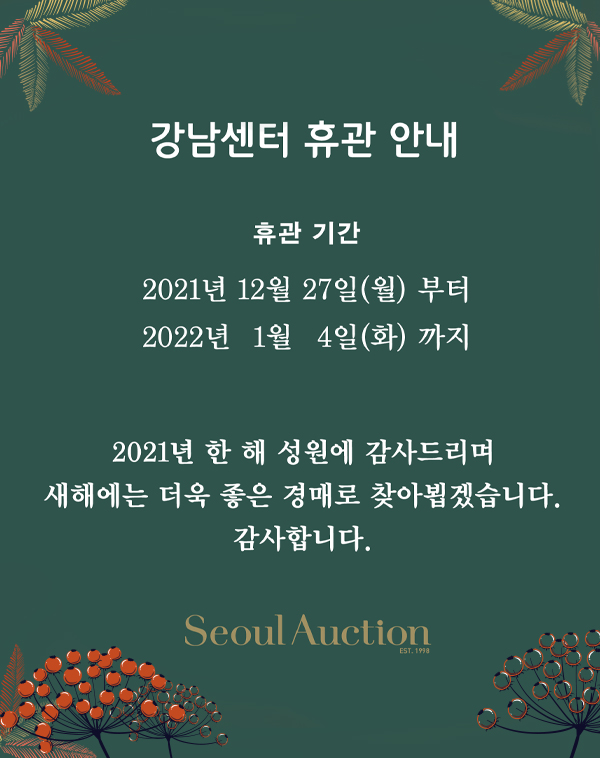 강남센터 휴관 안내
휴관 기간
2021년 12월 27일(월) 부터
2022년 1월 4일(화) 까지
2021년 한 해 성원에 감사드리며
새해에는 더욱 좋은 경매로 찾아뵙겠습니다.
감사합니다.
Seoul Auction
EST. 1998